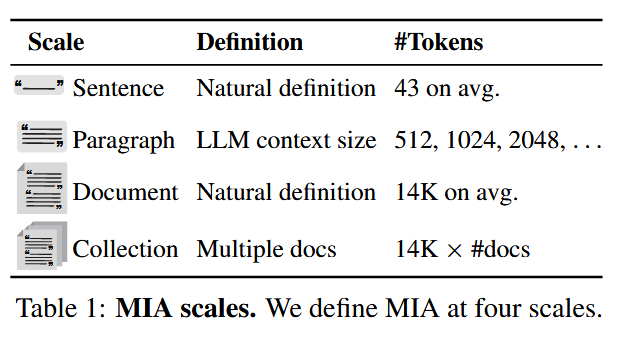 Scale Definition #Tokens
Sentence Natural definition 43 on avg.
Paragraph LLM context size 512, 1024, 2048, . . .
Document Natural definition 14K on avg.
Collection Multiple docs 14K × #docs
Table 1: MIA scales. We define MIA at four scales.